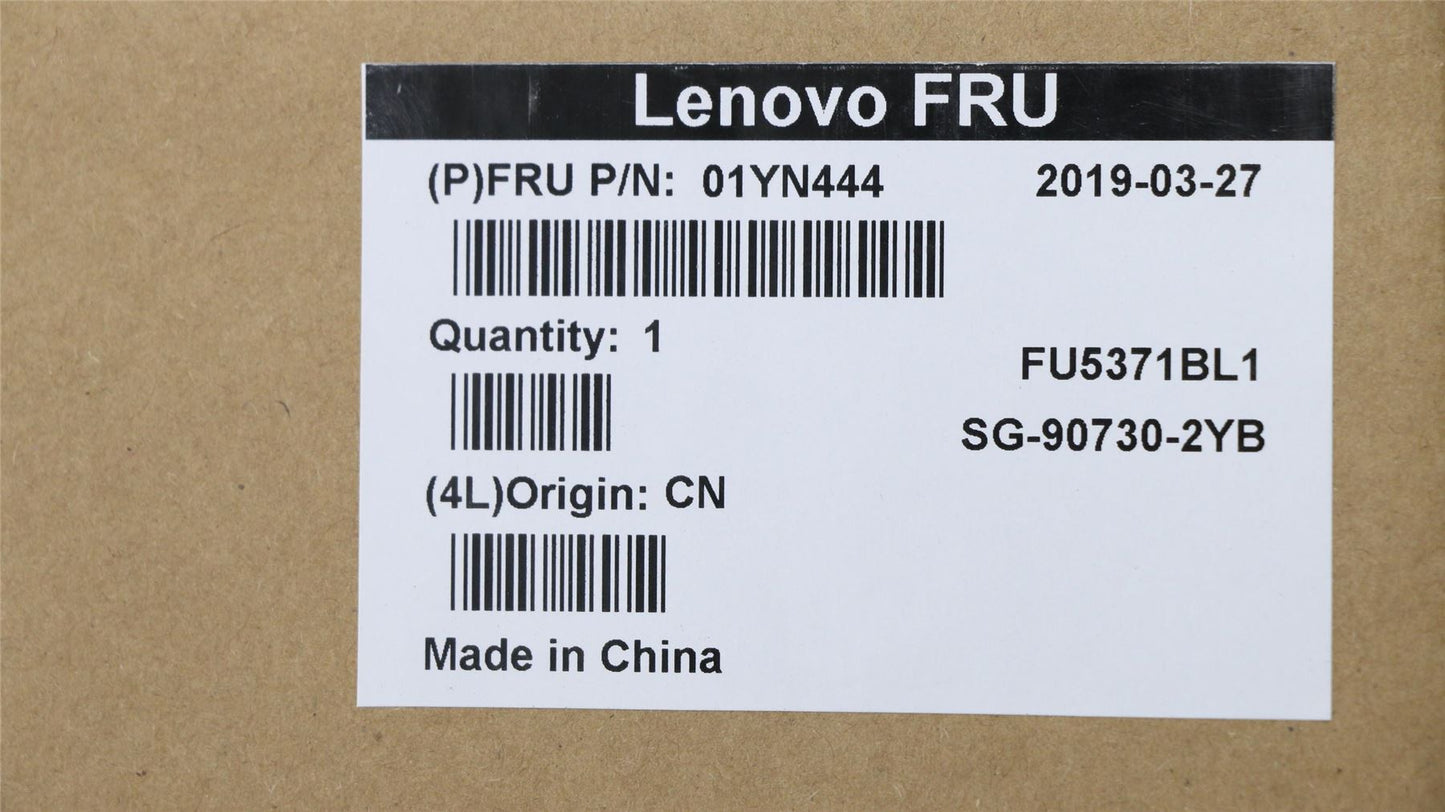 Lenovo FRU
(P)FRU P/N: 01YN444 2019-03-27
Quantity: 1
FU5371BL1
SG-90730-2YB
(4L)Origin: CN
Made in China